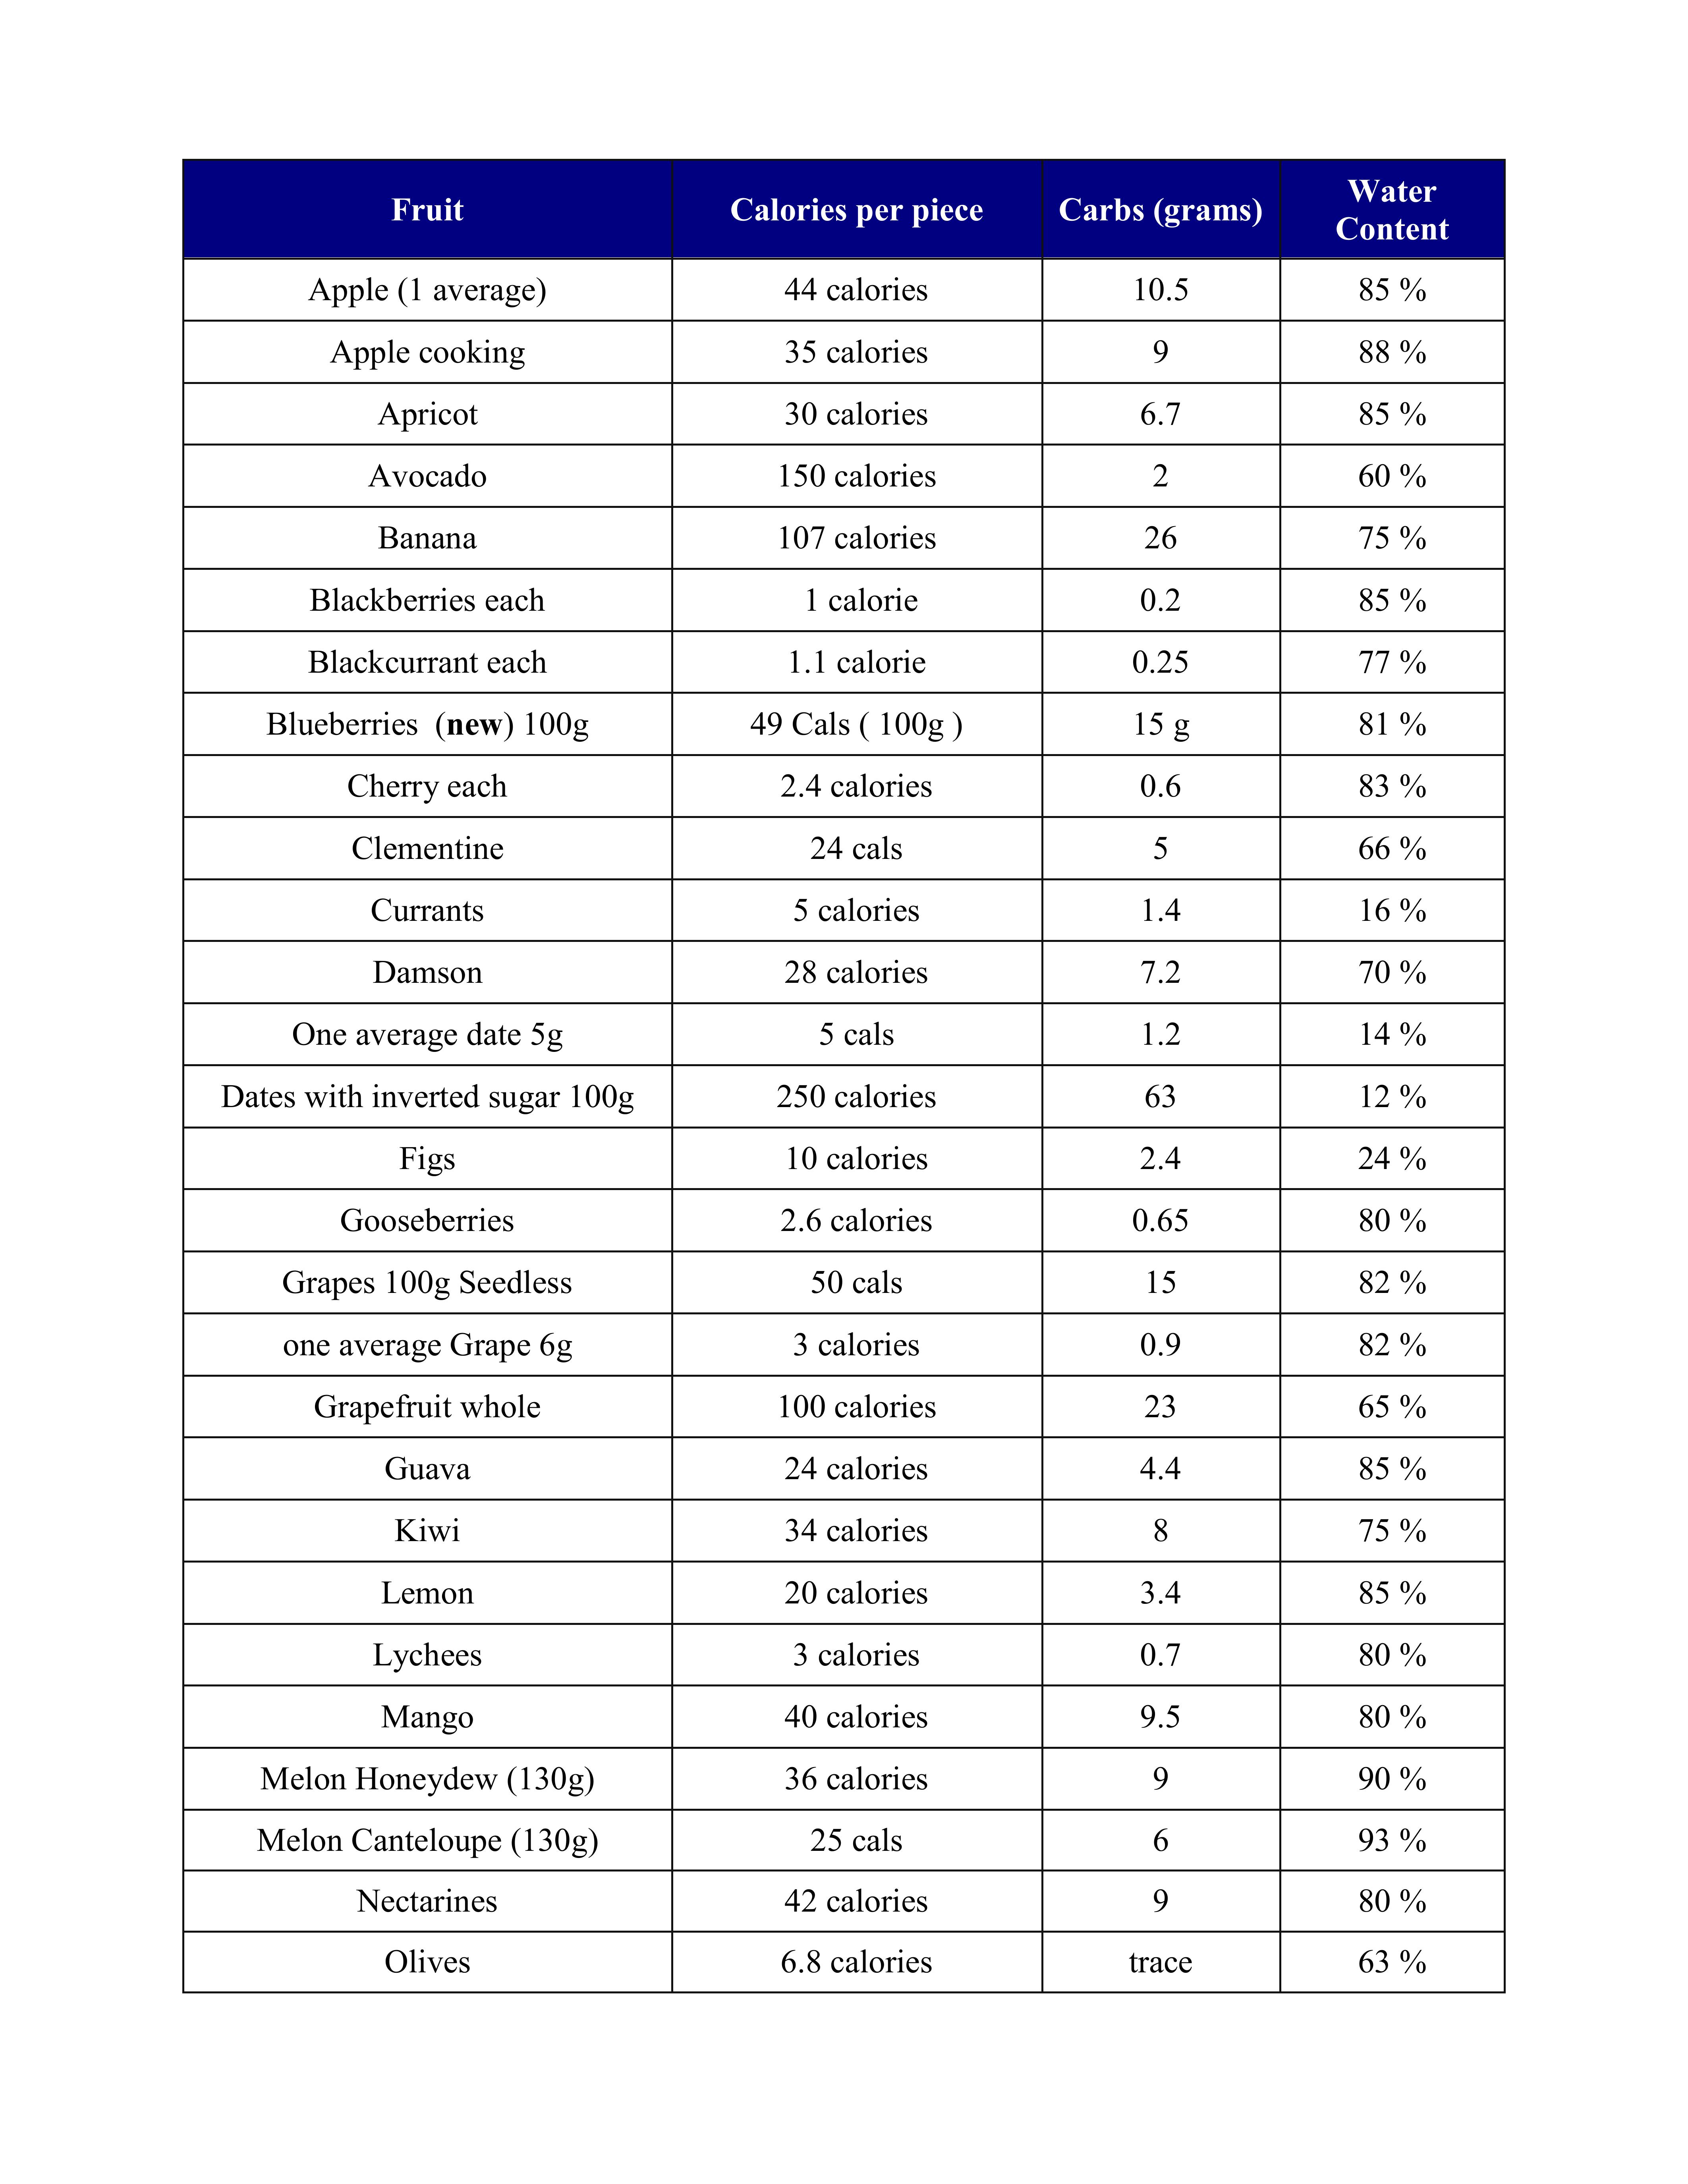 Fruit Calories per piece Carbs (grams) Water
Content
Apple (1 average) 44 calories 10.5 85 %
Apple cooking 35 calories 9 88 %
Apricot 30 calories 6.7 85 %
Avocado 150 calories 2 60 %
Banana 107 calories 26 75 %
Blackberries each 1 calorie 0.2 85 %
Blackcurrant each 1.1 calorie 0.25 77 %
Blueberries (new) 100g 49 Cals ( 100g ) 15 g 81 %
Cherry each 2.4 calories 0.6 83 %
Clementine 24 cals 5 66 %
Currants 5 calories 1.4 16 %
Damson 28 calories 7.2 70 %
One average date 5g 5 cals 1.2 14 %
Dates with inverted sugar 100g 250 calories 63 12 %
Figs 10 calories 2.4 24 %
Gooseberries 2.6 calories 0.65 80 %
Grapes 100g Seedless 50 cals 15 82 %
one average Grape 6g 3 calories 0.9 82 %
Grapefruit whole 100 calories 23 65 %
Guava 24 calories 4.4 85 %
Kiwi 34 calories 8 75 %
Lemon 20 calories 3.4 85 %
Lychees 3 calories 0.7 80 %
Mango 40 calories 9.5 80 %
Melon Honeydew (130g) 36 calories 9 90 %
Melon Canteloupe (130g) 25 cals 6 93 %
Nectarines 42 calories 9 80 %
Olives 6.8 calories trace 63 %